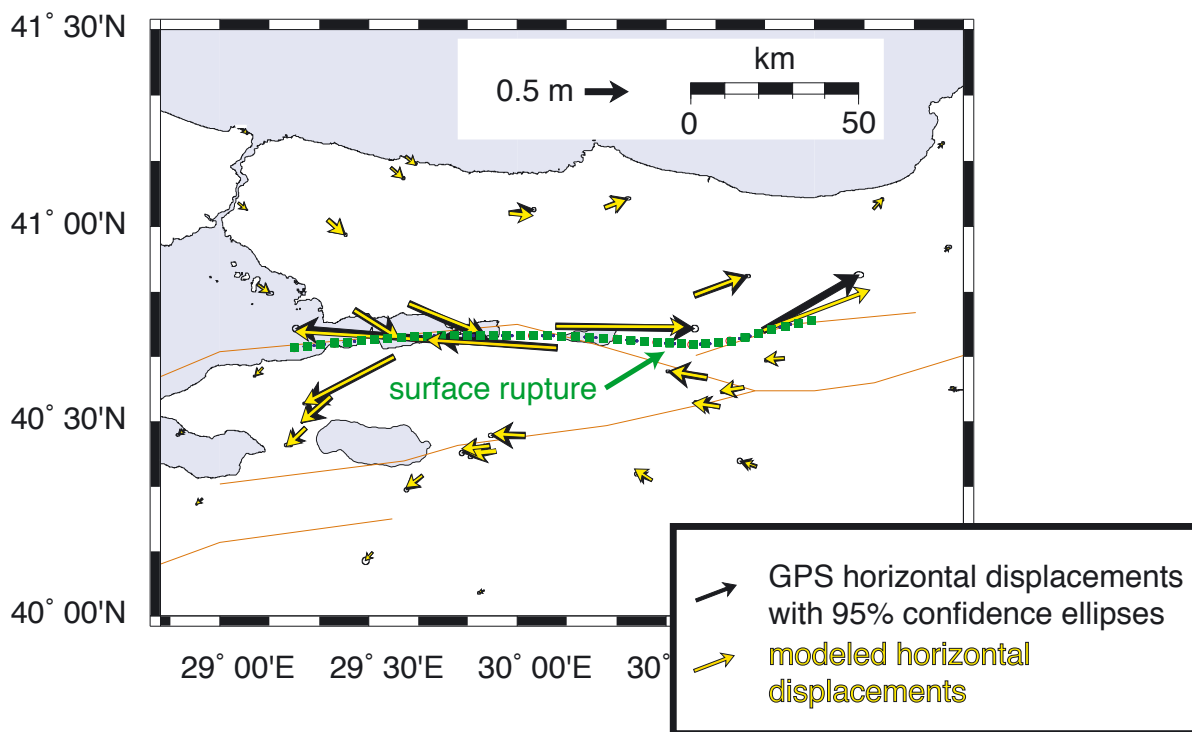 41° 30'N
km
0.5 m
0
50
41° 00'N
surface rupture
40° 30'N
40° 00'N
29° 00'E
29° 30'E
30° 00'E
30°
GPS horizontal displacements
with 95% confidence ellipses
modeled horizontal
displacements